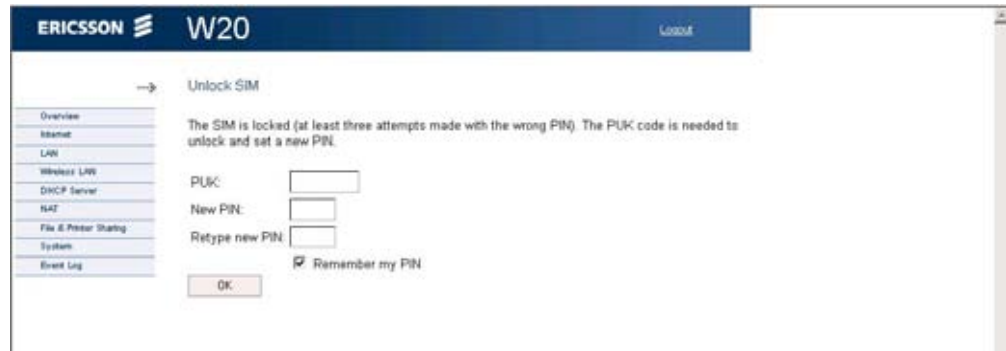 ERICSSON W20 Logout
Unlock SIM
Overview
Internet
LAN
Wireless LAN
DHCP Server
NAT
File & Printer Sharing
System
Event Log
The SIM is locked (at least three attempts made with the wrong PIN). The PUK code is needed to
unlock and set a new PIN.
PUK:
New PIN:
Retype new PIN:
Remember my PIN
OK